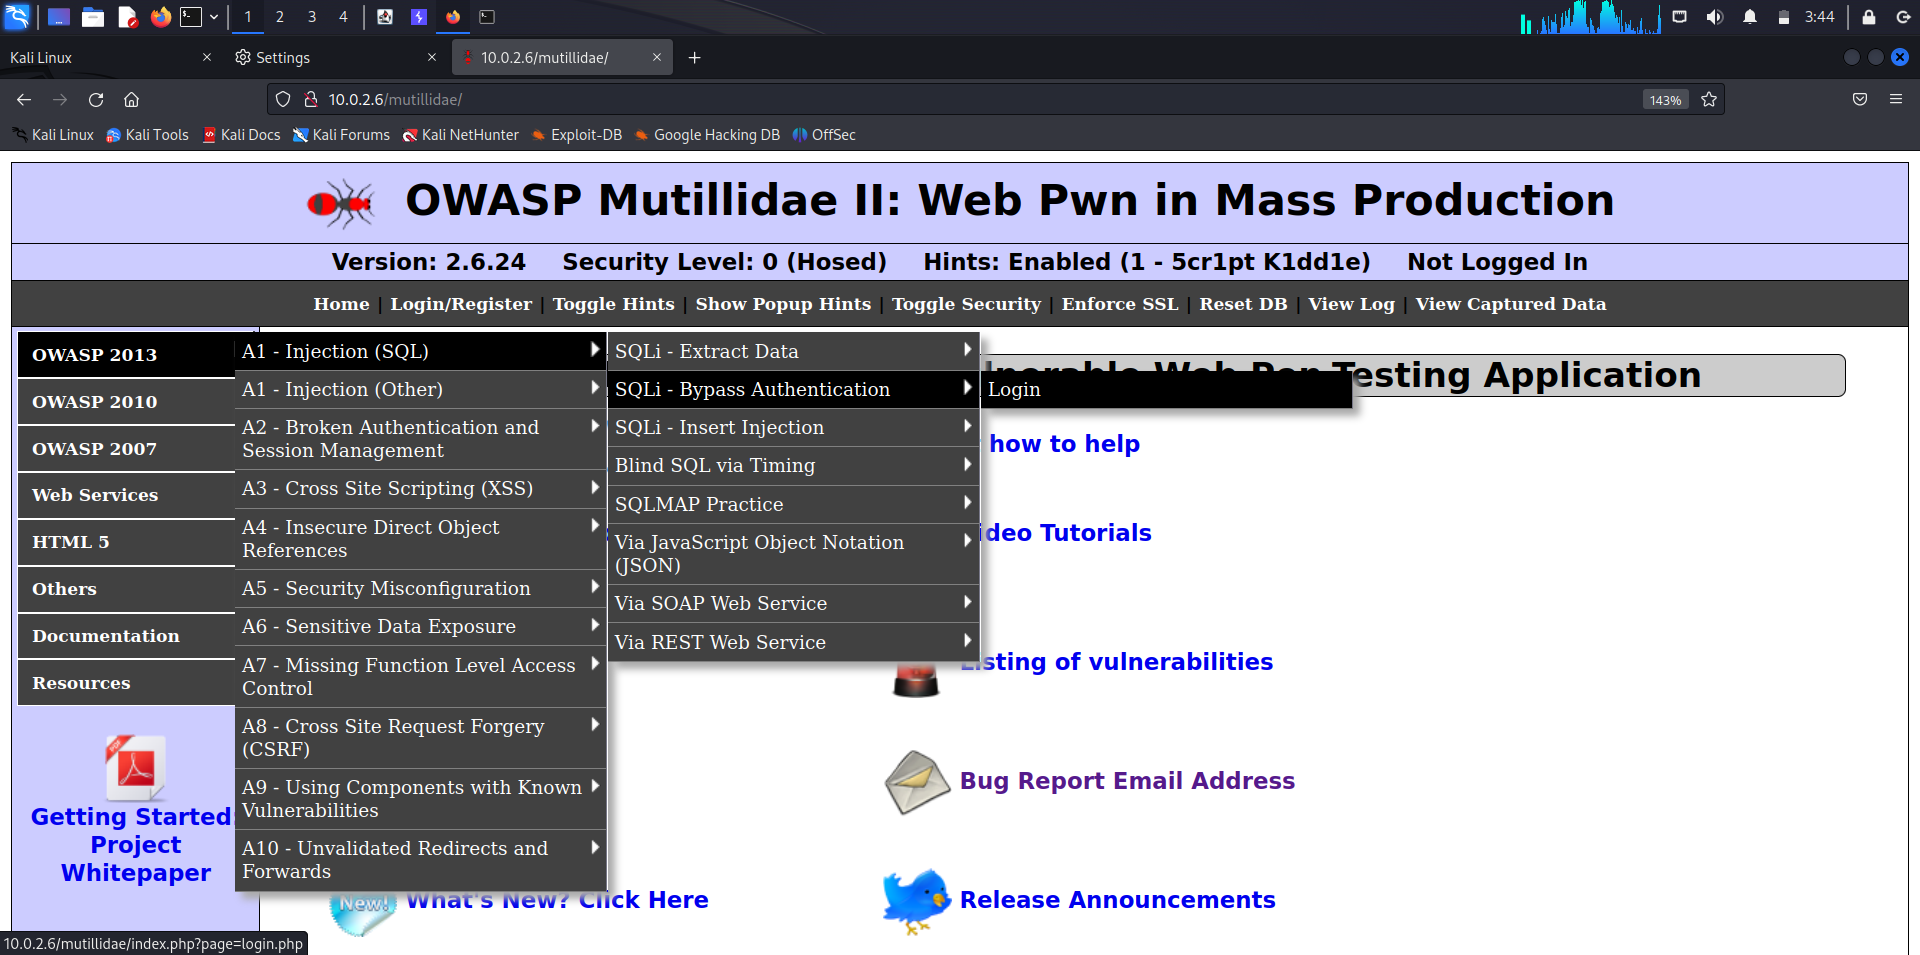 1 2 3 4 3:44
Kali Linux
Settings
10.0.2.6/mutillidae/
10.0.2.6/mutillidae/
143%
Kali Linux Kali Tools Kali Docs Kali Forums Kali NetHunter Exploit-DB Google Hacking DB OffSec
OWASP Mutillidae II: Web Pwn in Mass Production
Version: 2.6.24 Security Level: 0 (Hosed) Hints: Enabled (1 - 5cr1pt K1dd1e) Not Logged In
Home | Login/Register | Toggle Hints | Show Popup Hints | Toggle Security | Enforce SSL | Reset DB | View Log | View Captured Data
OWASP 2013
OWASP 2010
OWASP 2007
Web Services
HTML 5
Others
Documentation
Resources
Getting Started:
Project
Whitepaper
A1 - Injection (SQL)
A1 - Injection (Other)
A2 - Broken Authentication and
Session Management
A3 - Cross Site Scripting (XSS)
A4 - Insecure Direct Object
References
A5 - Security Misconfiguration
A6 - Sensitive Data Exposure
A7 - Missing Function Level Access
Control
A8 - Cross Site Request Forgery
(CSRF)
A9 - Using Components with Known
Vulnerabilities
A10 - Unvalidated Redirects and
Forwards
SQLi - Extract Data
SQLi - Bypass Authentication
SQLi - Insert Injection
Blind SQL via Timing
SQLMAP Practice
Via JavaScript Object Notation
(JSON)
Via SOAP Web Service
Via REST Web Service
Login
Testing Application
how to help
Tutorials
Listing of vulnerabilities
Bug Report Email Address
New!
What's New? Click Here
Release Announcements
10.0.2.6/mutillidae/index.php?page=login.php